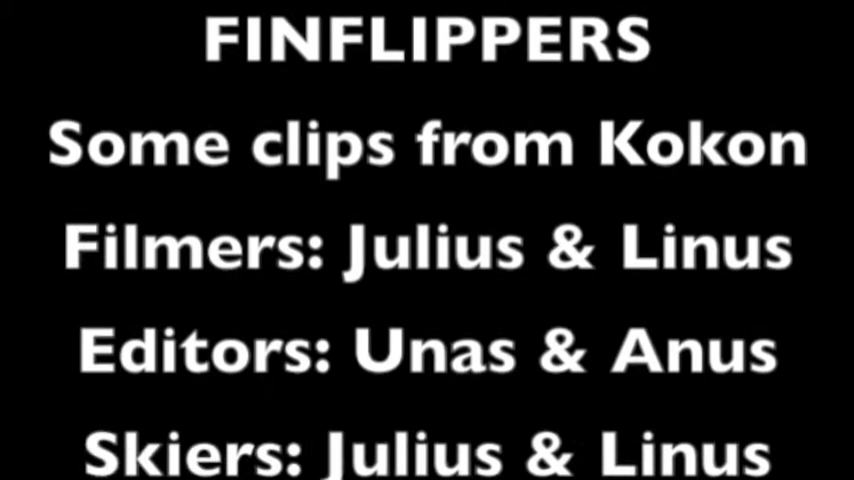 FINFLIPPERS
Some clips from Kokon
Filmers: Julius & Linus
Editors: Unas & Anus
Skiers: Julius & Linus